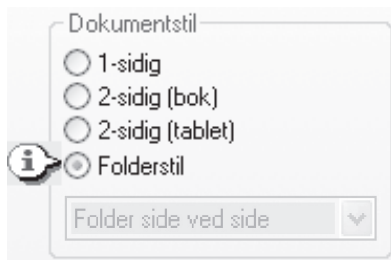 Dokumentstil
1-sidig
2-sidig (bok)
2-sidig (tablet)
Folderstil
Folder side ved side